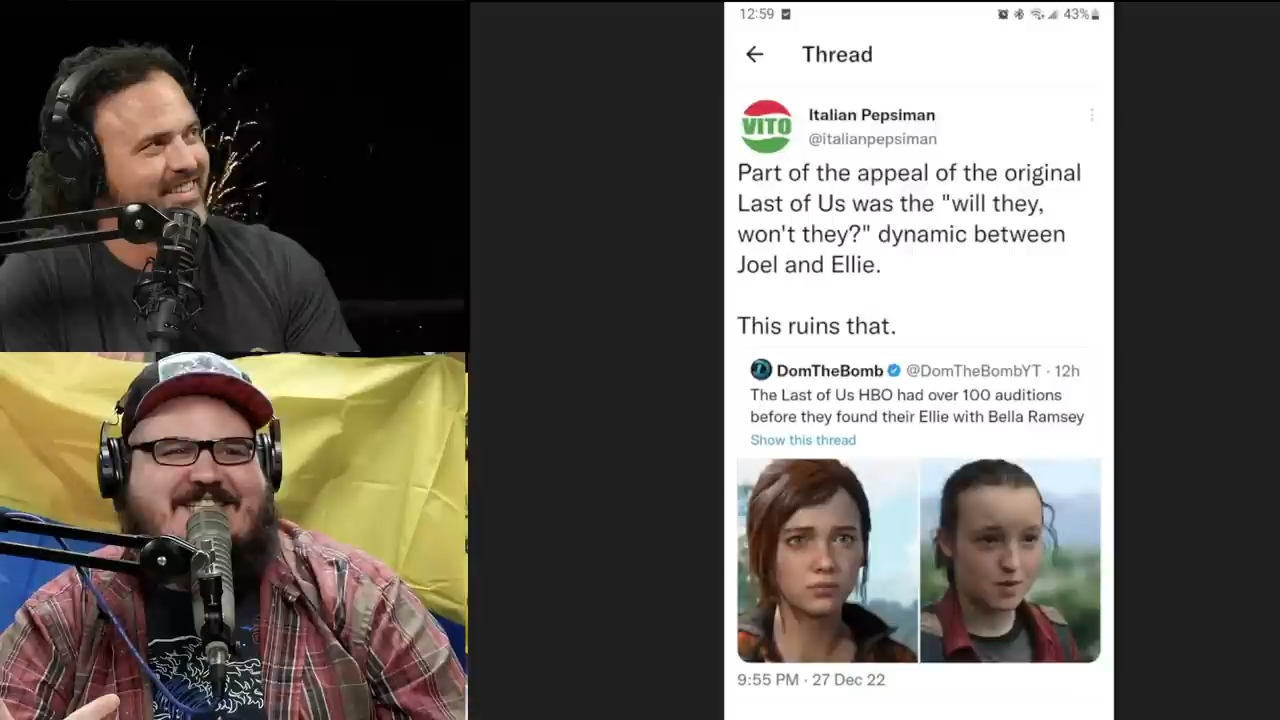 12:59
43%
Thread
VITO
Italian Pepsiman
@italianpepsiman
Part of the appeal of the original
Last of Us was the "will they,
won't they?" dynamic between
Joel and Ellie.
This ruins that.
DomTheBomb @DomTheBombYT · 12h
The Last of Us HBO had over 100 auditions
before they found their Ellie with Bella Ramsey
Show this thread
9:55 PM · 27 Dec 22